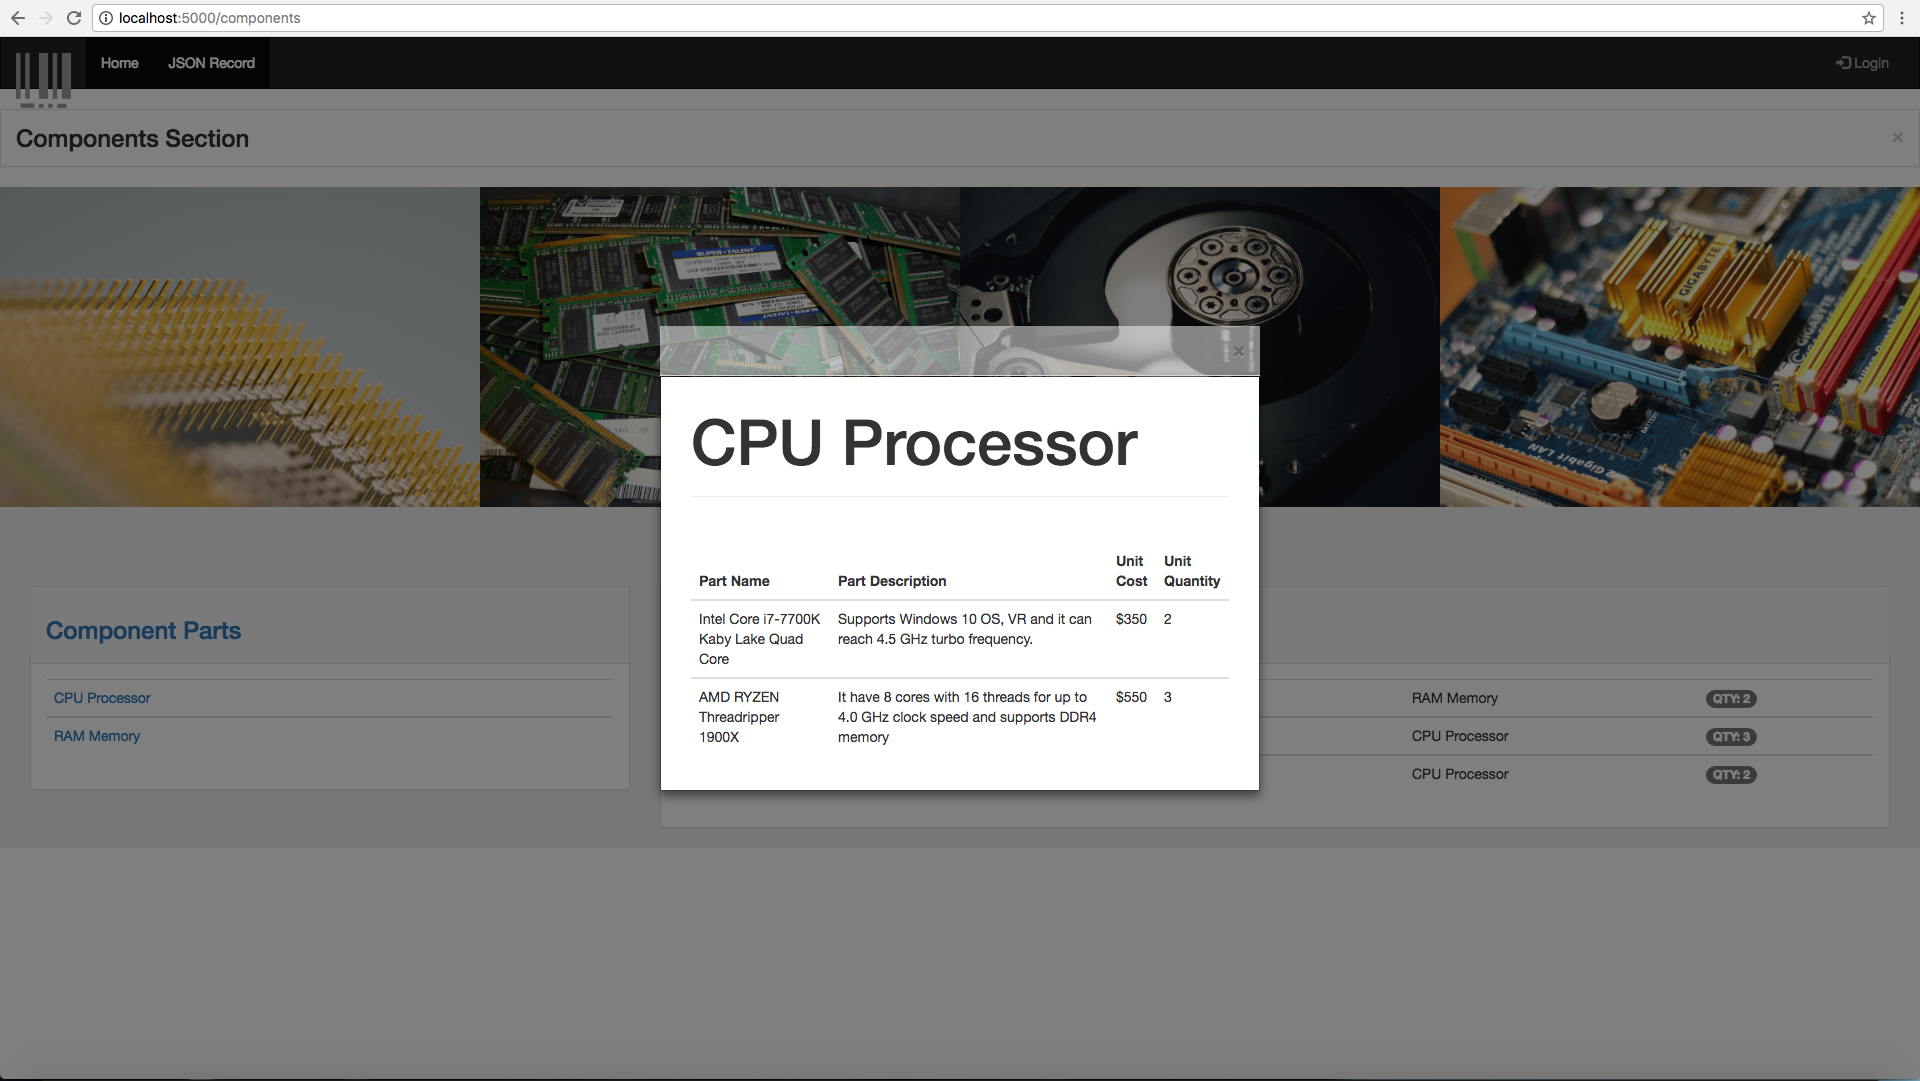 localhost:5000/components
Home JSON Record Login
Components Section
×
SUPER★TALENT
GIGABYTE
GIGABYTE
Gigabit LAN
×
CPU Processor
Part Name Part Description Unit Cost Unit Quantity
Intel Core i7-7700K Supports Windows 10 OS, VR and it can $350 2
Kaby Lake Quad reach 4.5 GHz turbo frequency.
Core
AMD RYZEN It have 8 cores with 16 threads for up to $550 3
Threadripper 4.0 GHz clock speed and supports DDR4
1900X memory
Component Parts
CPU Processor
RAM Memory
RAM Memory QTY: 2
CPU Processor QTY: 3
CPU Processor QTY: 2